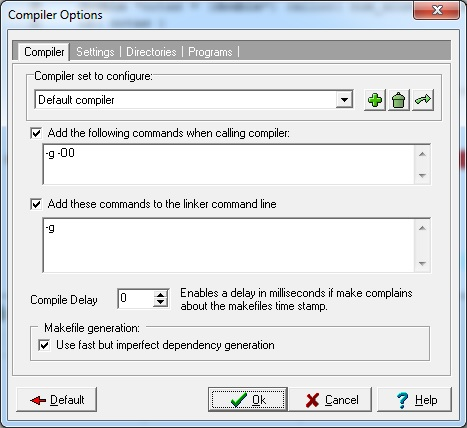 Compiler Options
Compiler Settings | Directories | Programs |
Compiler set to configure:
Default compiler
Add the following commands when calling compiler:
-g -O0
Add these commands to the linker command line
-g
Compile Delay
0
Enables a delay in milliseconds if make complains
about the makefiles time stamp.
Makefile generation:
Use fast but imperfect dependency generation
Default
Ok
Cancel
Help